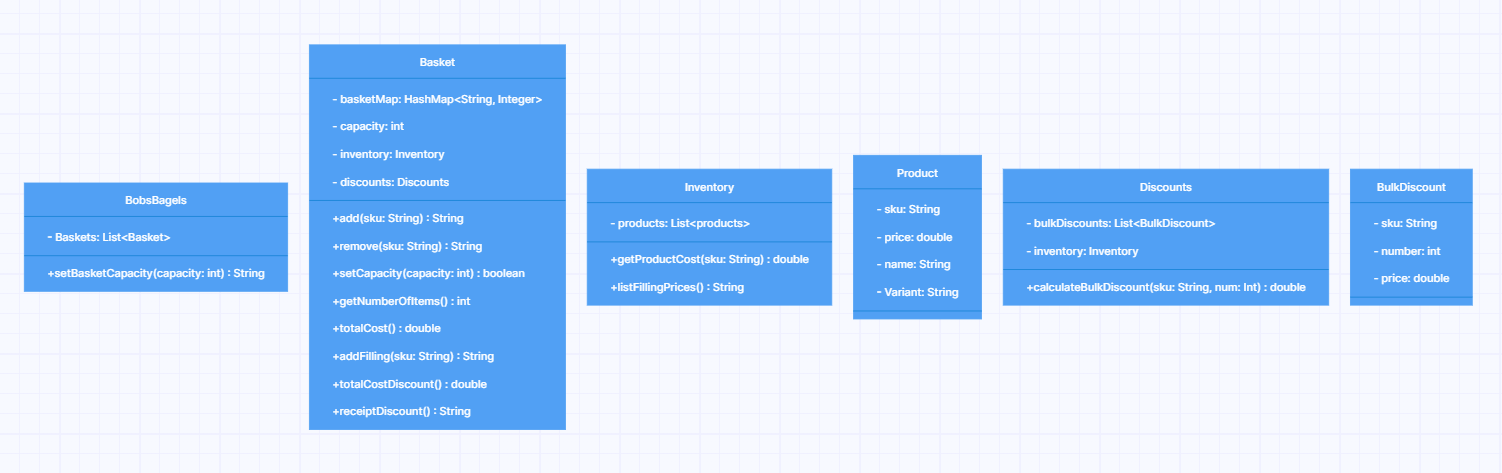 BobsBagels
- Baskets: List<Basket>
+setBasketCapacity(capacity: int) : String
Basket
- basketMap: HashMap<String, Integer>
- capacity: int
- inventory: Inventory
- discounts: Discounts
+add(sku: String) : String
+remove(sku: String) : String
+setCapacity(capacity: int) : boolean
+getNumberOfItems() : int
+totalCost() : double
+addFilling(sku: String) : String
+totalCostDiscount() : double
+receiptDiscount() : String
Inventory
- products: List<products>
+getProductCost(sku: String) : double
+listFillingPrices() : String
Product
- sku: String
- price: double
- name: String
- Variant: String
Discounts
- bulkDiscounts: List<BulkDiscount>
- inventory: Inventory
+calculateBulkDiscount(sku: String, num: Int) : double
BulkDiscount
- sku: String
- number: int
- price: double